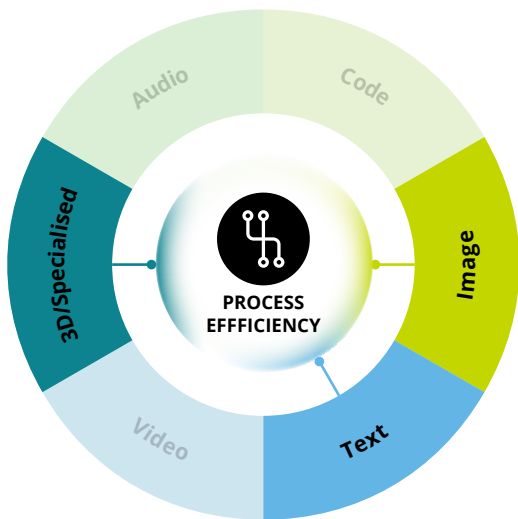 Audio
Code
3D/Specialised
Image
PROCESS
EFFFICIENCY
Video
Text